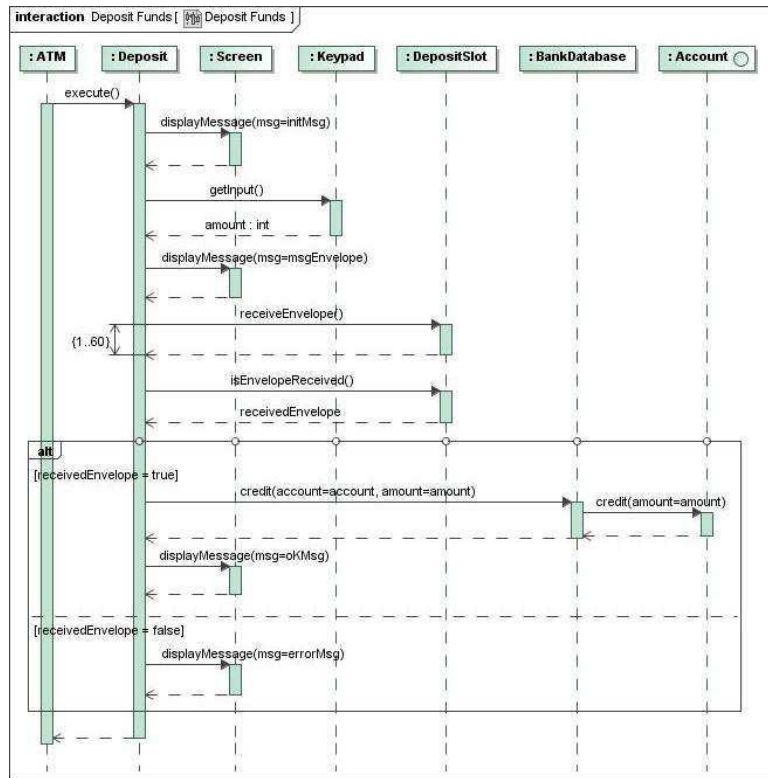 interaction Deposit Funds [ Deposit Funds ]
: ATM
: Deposit
: Screen
: Keypad
: DepositSlot
: BankDatabase
: Account
execute()
displayMessage(msg=initMsg)
getInput()
amount : int
displayMessage(msg=msgEnvelope)
receiveEnvelope()
{1..60}
isEnvelopeReceived()
receivedEnvelope
alt
[receivedEnvelope = true]
credit(account=account, amount=amount)
credit(amount=amount)
displayMessage(msg=oKMsg)
[receivedEnvelope = false]
displayMessage(msg=errorMsg)